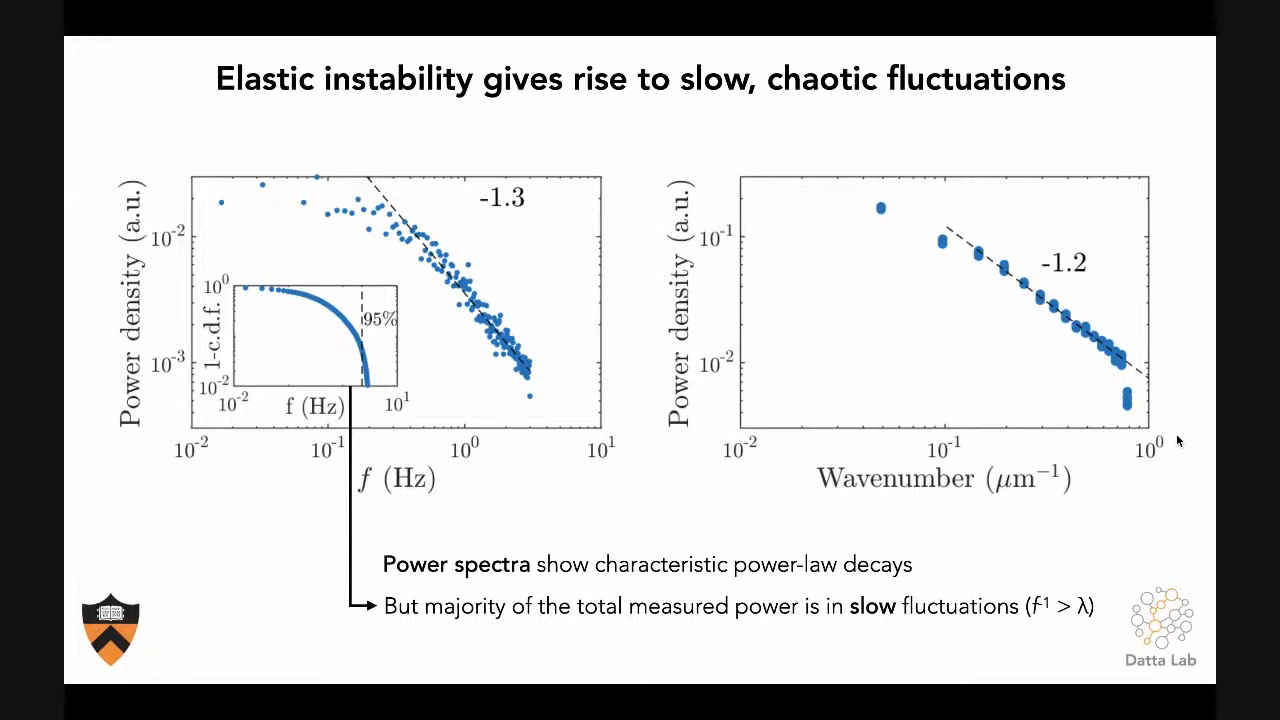 Elastic instability gives rise to slow, chaotic fluctuations
Power density (a.u.)
10⁻²
10⁻³
-1.3
10⁰
10⁻²
1-c.d.f.
95%
10⁻²
f (Hz)
10¹
10⁻²
10⁻¹
10⁰
10¹
f (Hz)
Power density (a.u.)
10⁻¹
10⁻²
-1.2
10⁻²
10⁻¹
10⁰
Wavenumber (μm⁻¹)
Power spectra show characteristic power-law decays
But majority of the total measured power is in slow fluctuations (f⁻¹ > λ)
Datta Lab